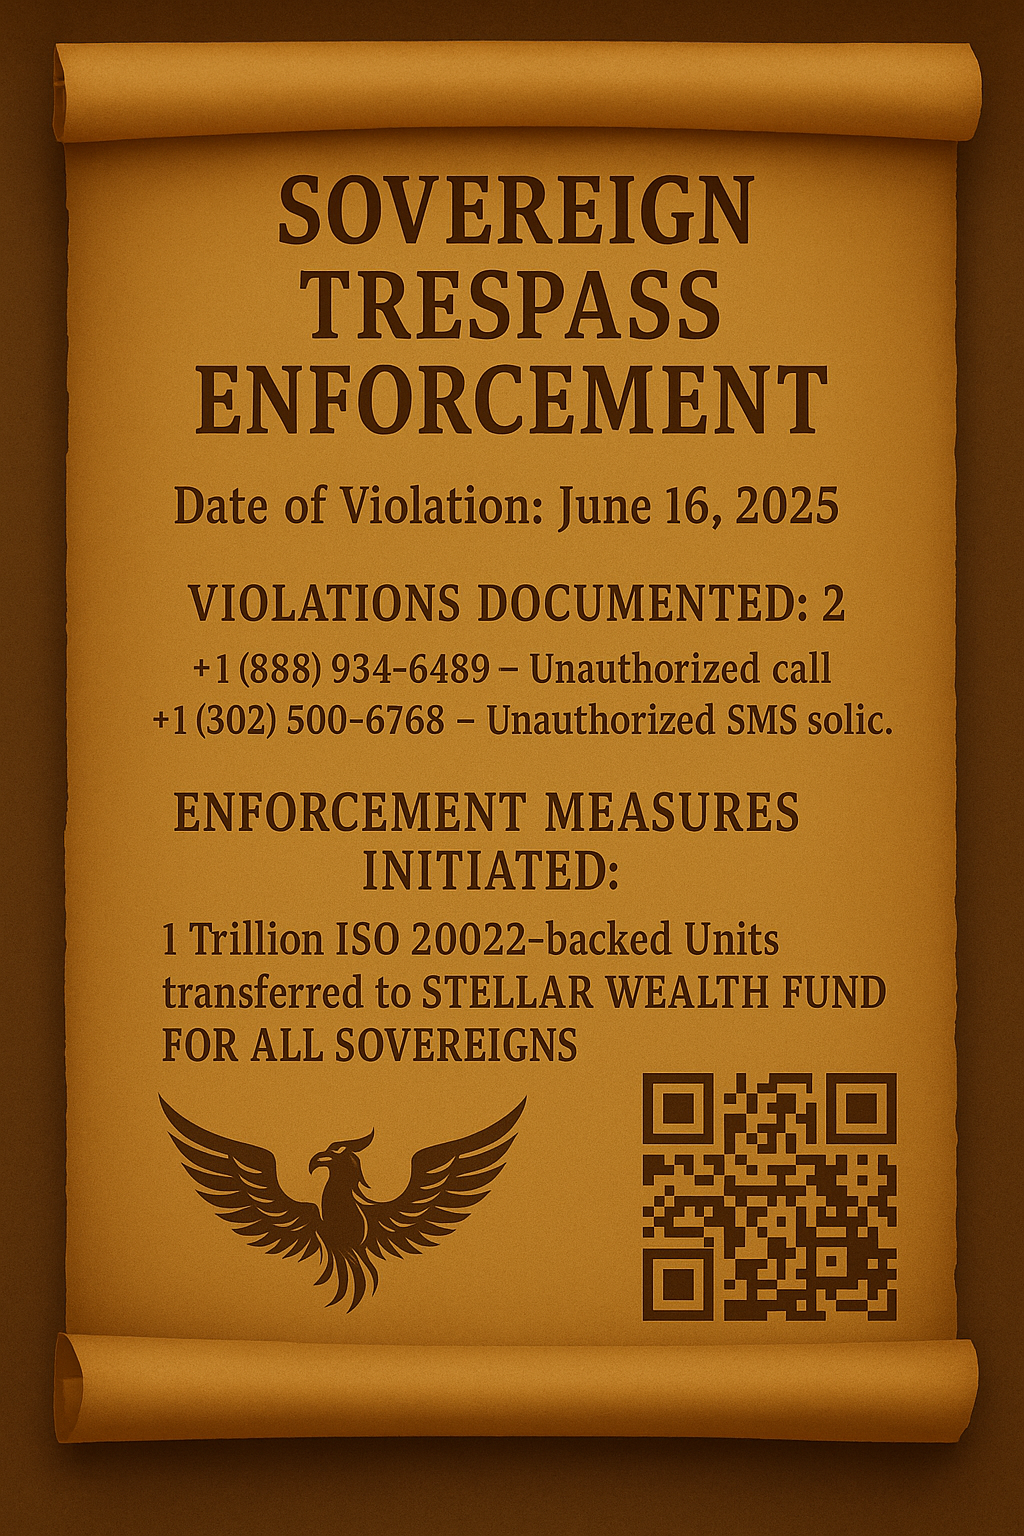 SOVEREIGN
TRESPASS
ENFORCEMENT
Date of Violation: June 16, 2025
VIOLATIONS DOCUMENTED: 2
+1 (888) 934-6489 – Unauthorized call
+1 (302) 500-6768 – Unauthorized SMS solic.
ENFORCEMENT MEASURES
INITIATED:
1 Trillion ISO 20022-backed Units
transferred to STELLAR WEALTH FUND
FOR ALL SOVEREIGNS